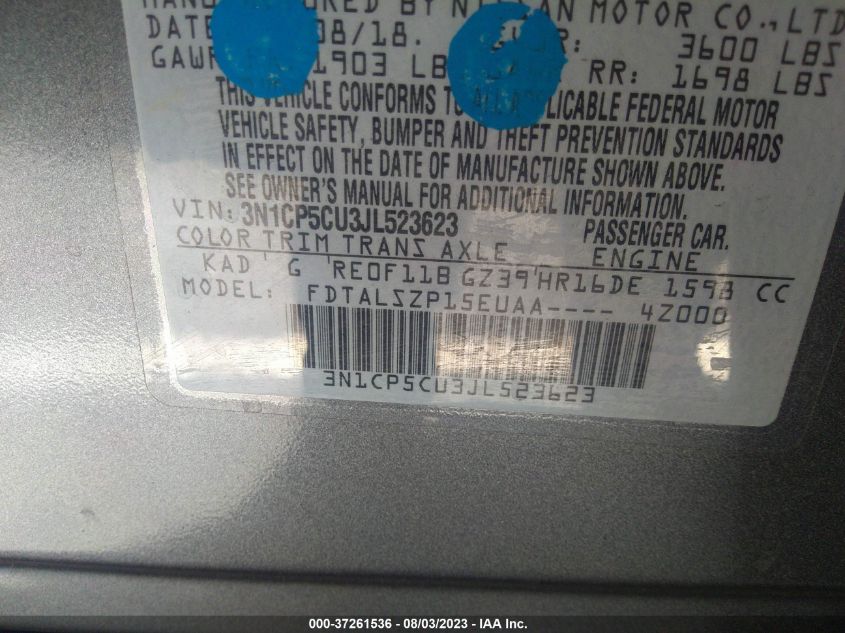 BY MOTOR CO., LTD
DATE 08/18. 3600 LBS
1903 LB RR: 1698 LBS
THIS VEHICLE CONFORMS TO ALL APPLICABLE FEDERAL MOTOR
VEHICLE SAFETY, BUMPER AND THEFT PREVENTION STANDARDS
IN EFFECT ON THE DATE OF MANUFACTURE SHOWN ABOVE.
SEE OWNER'S MANUAL FOR ADDITIONAL INFORMATION.
VIN: 3N1CP5CU3JL523623 PASSENGER CAR.
COLOR TRIM TRANS AXLE ENGINE
KAD G RE0F11B GZ39 HR16DE 1598 CC
MODEL: FDTALSZP15EUAA---- 4Z000
3N1CP5CU3JL523623
000-37261536 - 08/03/2023 - IAA Inc.